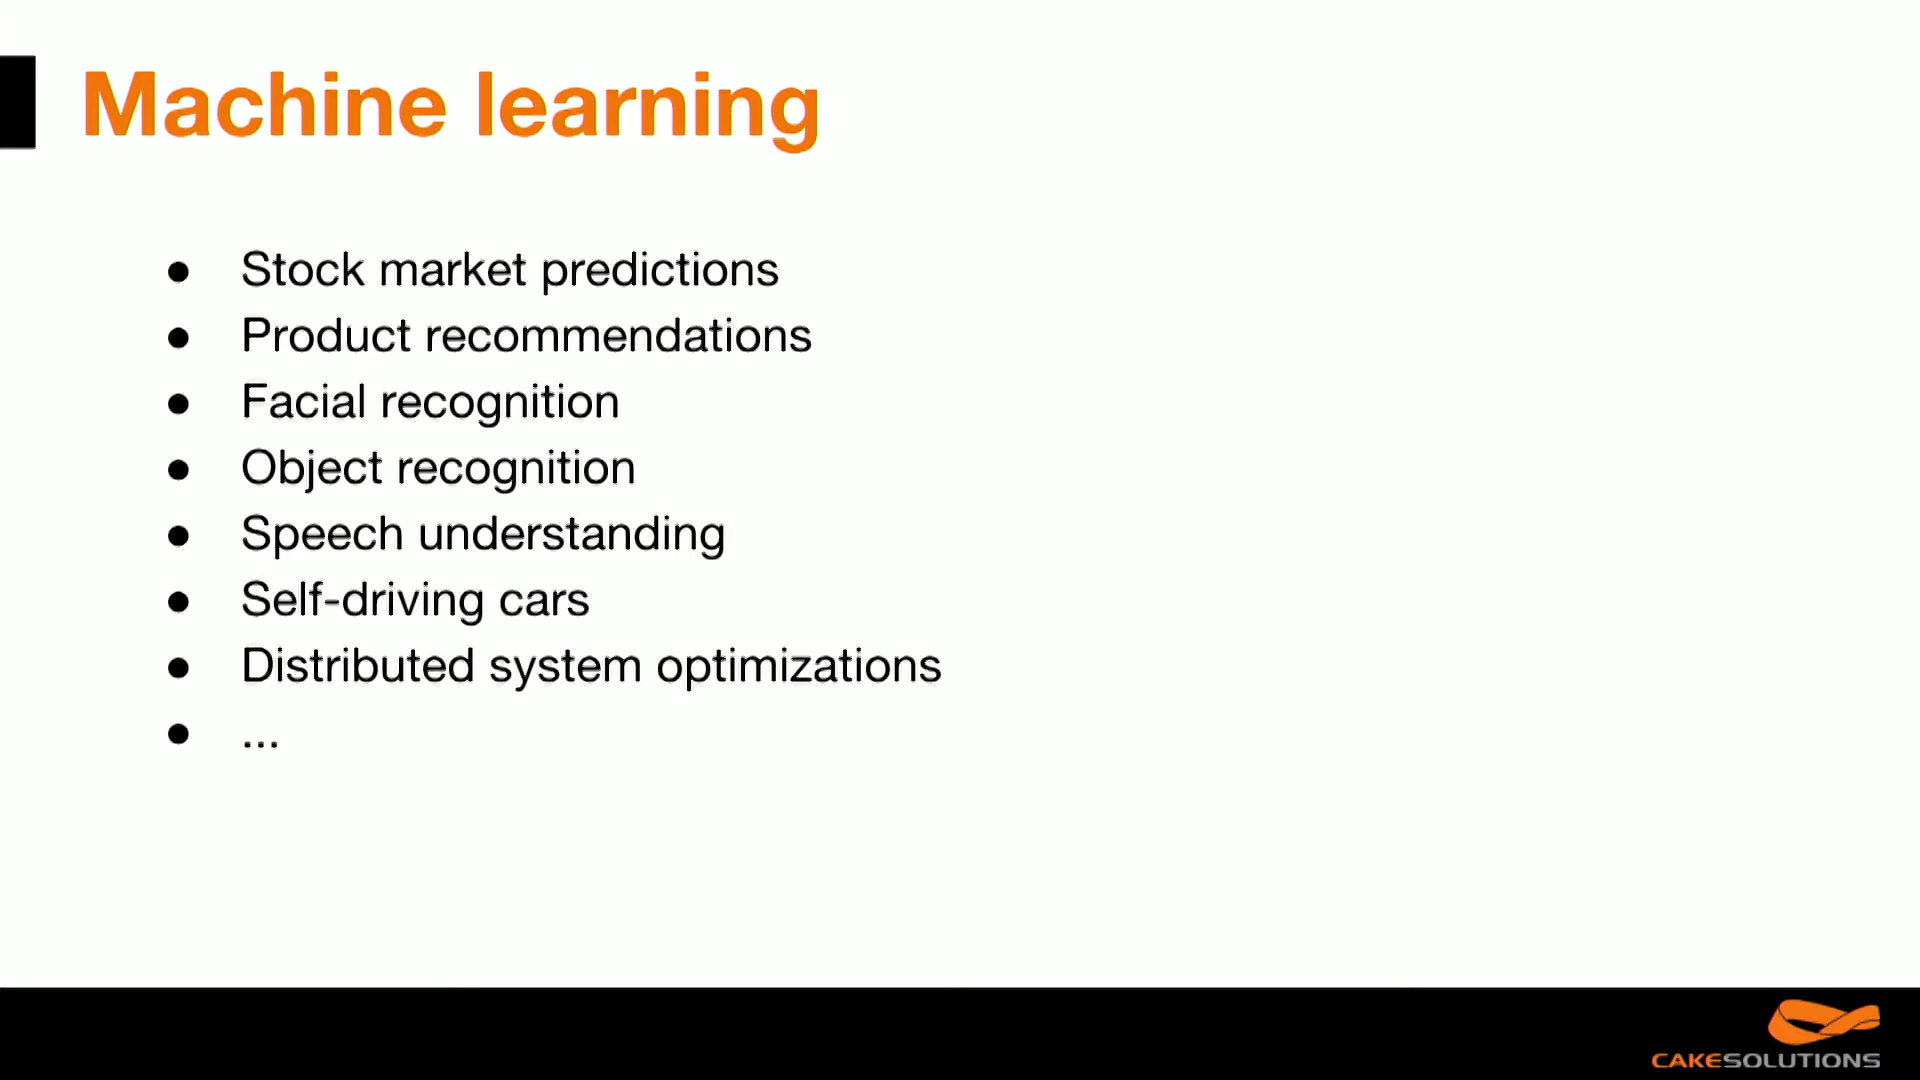 Machine learning
● Stock market predictions
● Product recommendations
● Facial recognition
● Object recognition
● Speech understanding
● Self-driving cars
● Distributed system optimizations
● ...
CAKESOLUTIONS